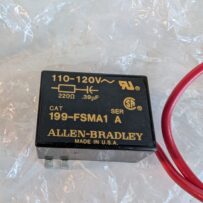 110-120V~
220Ω .39µF
CAT SER
199-FSMA1 A
ALLEN-BRADLEY
MADE IN U.S.A.